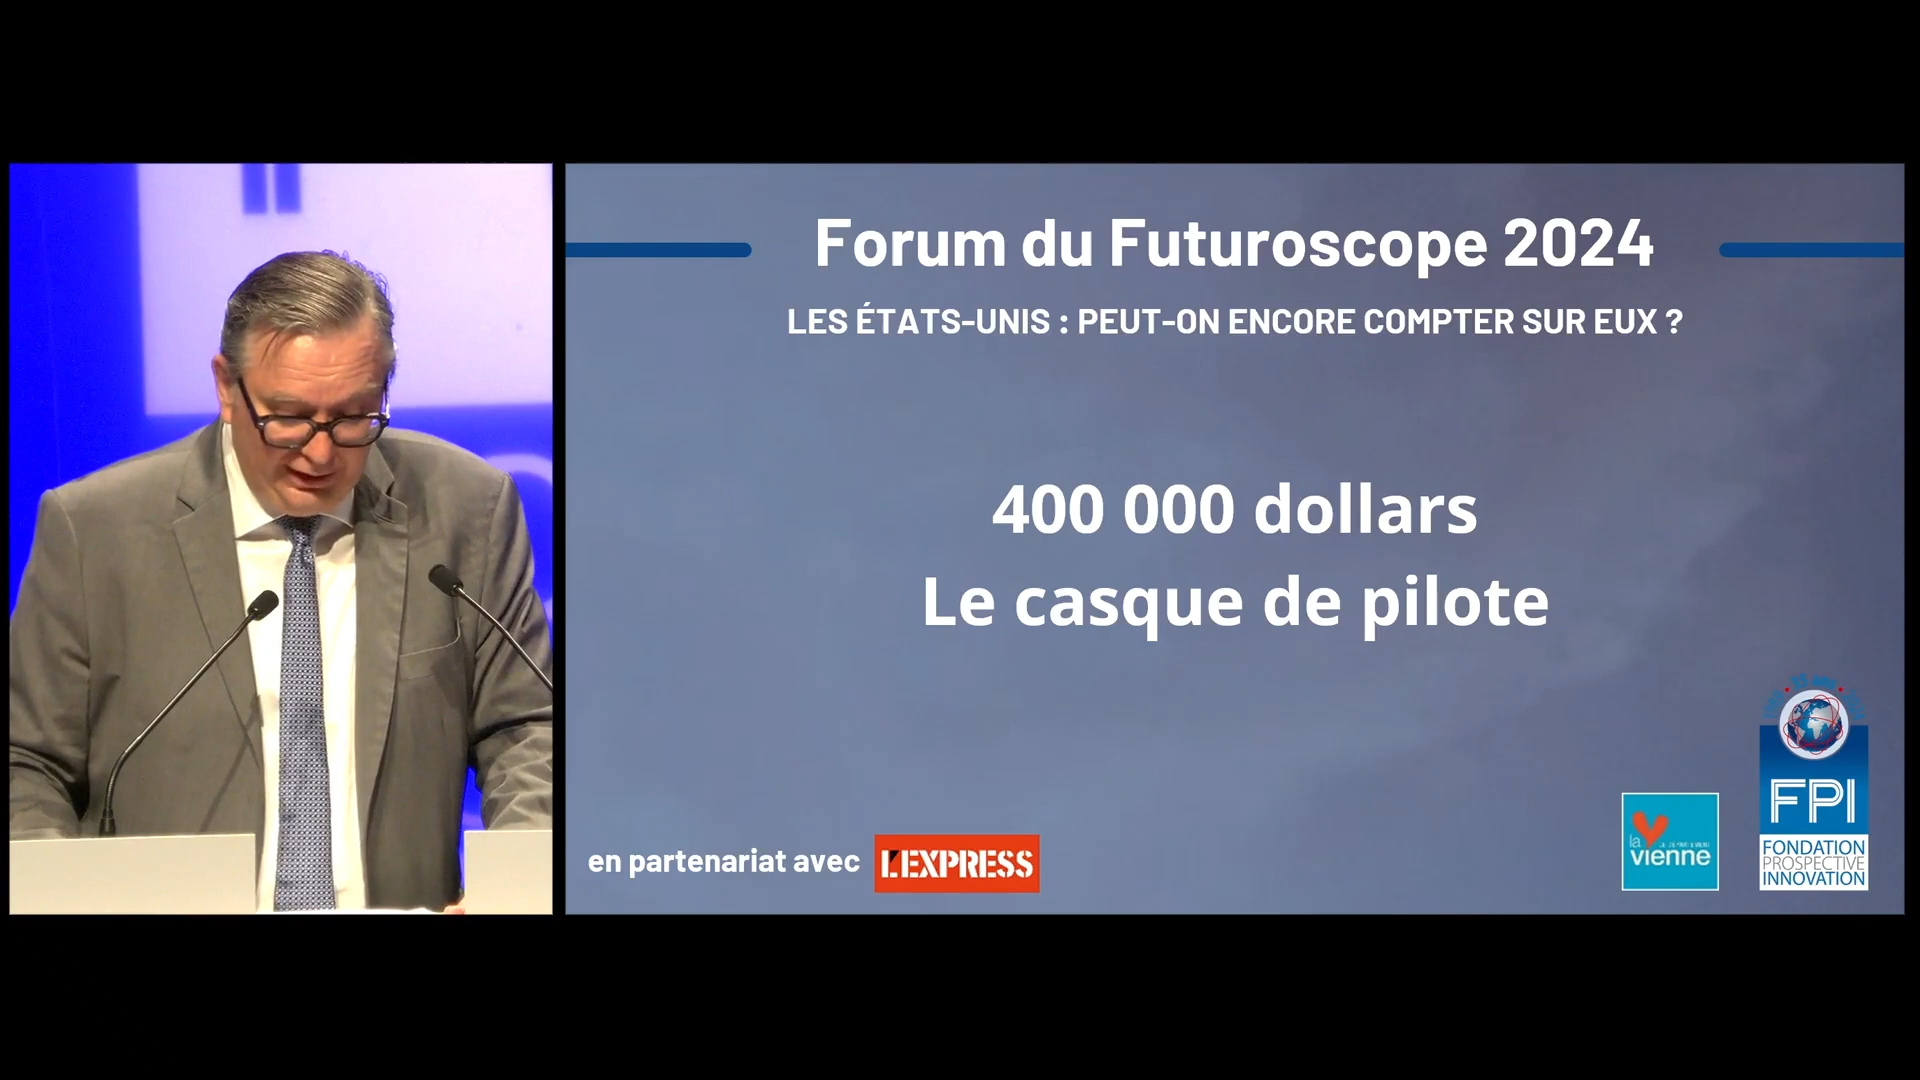 Forum du Futuroscope 2024
LES ÉTATS-UNIS : PEUT-ON ENCORE COMPTER SUR EUX ?
400 000 dollars
Le casque de pilote
en partenariat avec L'EXPRESS
la
vienne
FPI
FONDATION
PROSPECTIVE
INNOVATION